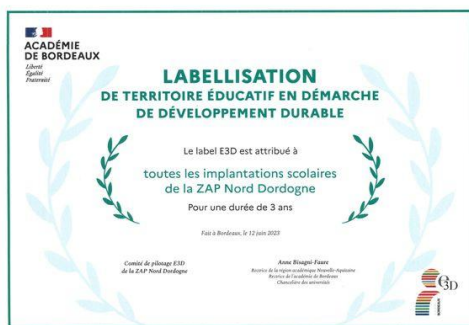 ACADÉMIE
DE BORDEAUX
Liberté
Égalité
Fraternité
LABELLISATION
DE TERRITOIRE ÉDUCATIF EN DÉMARCHE
DE DÉVELOPPEMENT DURABLE
Le label E3D est attribué à
toutes les implantations scolaires
de la ZAP Nord Dordogne
Pour une durée de 3 ans
Fait à Bordeaux, le 12 juin 2023
Comité de pilotage E3D
de la ZAP Nord Dordogne
Anne Bisagni-Faure
Rectrice de la région académique Nouvelle-Aquitaine
Rectrice de l'académie de Bordeaux
Chancelière des universités
E3D
BORDEAUX